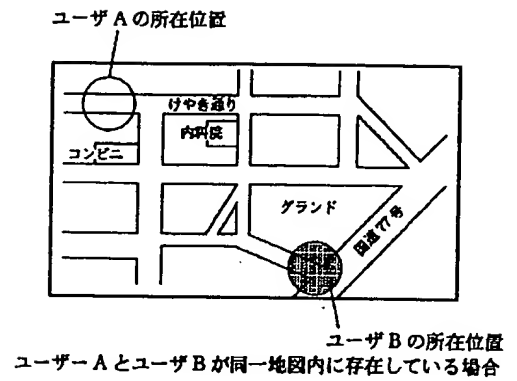 ユーザAの所在位置
けやき通り
内科院
コンビニ
グランド
国道77号
ユーザBの所在位置
ユーザーAとユーザBが同一地図内に存在している場合